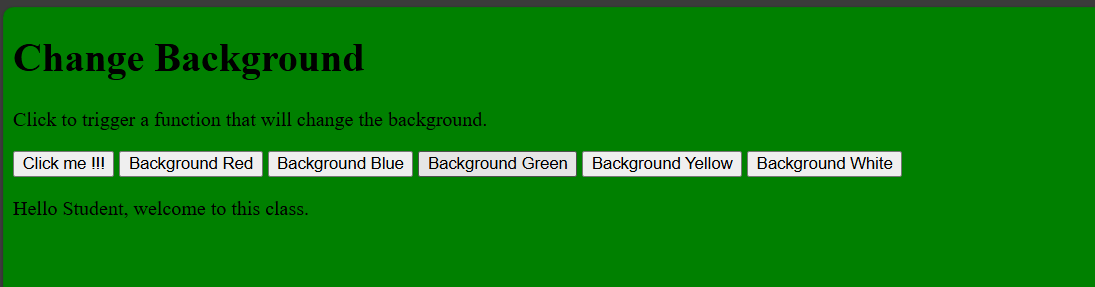 Change Background
Click to trigger a function that will change the background.
Click me !!! Background Red Background Blue Background Green Background Yellow Background White
Hello Student, welcome to this class.